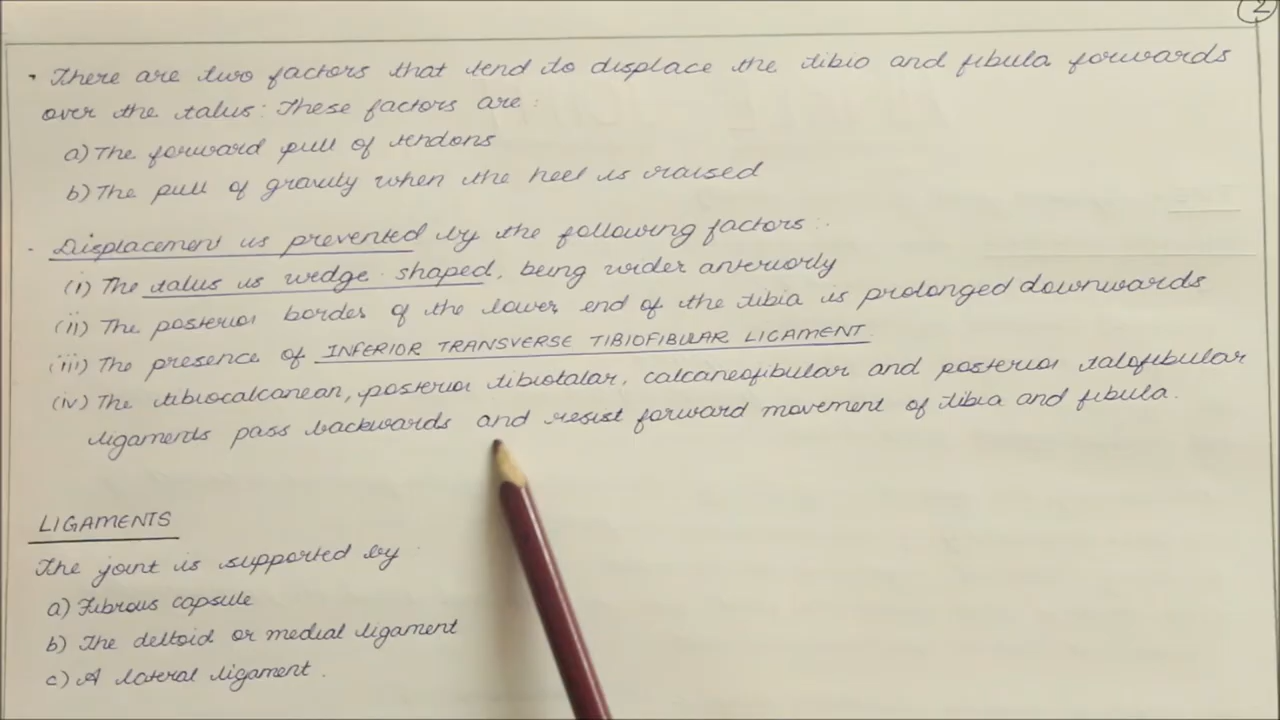 2
• There are two factors that tend to displace the tibio and fibula forwards
over the talus: These factors are:
a) The forward pull of tendons
b) The pull of gravity when the heel is raised
- Displacement is prevented by the following factors:.
(i) The talus is wedge shaped, being wider anteriorly
(ii) The posterior border of the lower end of the tibia is prolonged downwards
(iii) The presence of INFERIOR TRANSVERSE TIBIOFIBULAR LIGAMENT.
(iv) The tibiocalcanean, posterior tibiotalar, calcaneofibular and posterior talofibular
ligaments pass backwards and resist forward movement of tibia and fibula.
LIGAMENTS
The joint is supported by
a) Fibrous capsule
b) The deltoid or medial ligament
c) A lateral ligament.